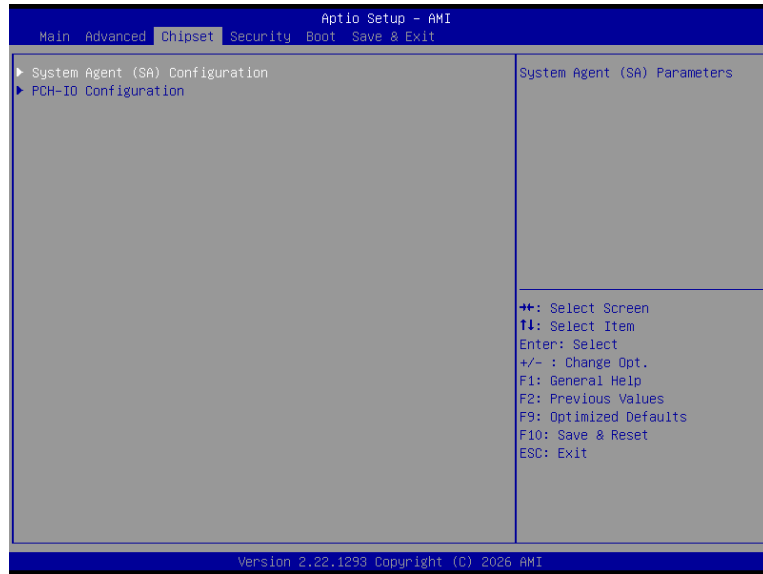 Aptio Setup – AMI
Main Advanced Chipset Security Boot Save & Exit
▶ System Agent (SA) Configuration
▶ PCH-IO Configuration
System Agent (SA) Parameters
→←: Select Screen
↑↓: Select Item
Enter: Select
+/- : Change Opt.
F1: General Help
F2: Previous Values
F9: Optimized Defaults
F10: Save & Reset
ESC: Exit
Version 2.22.1293 Copyright (C) 2026 AMI